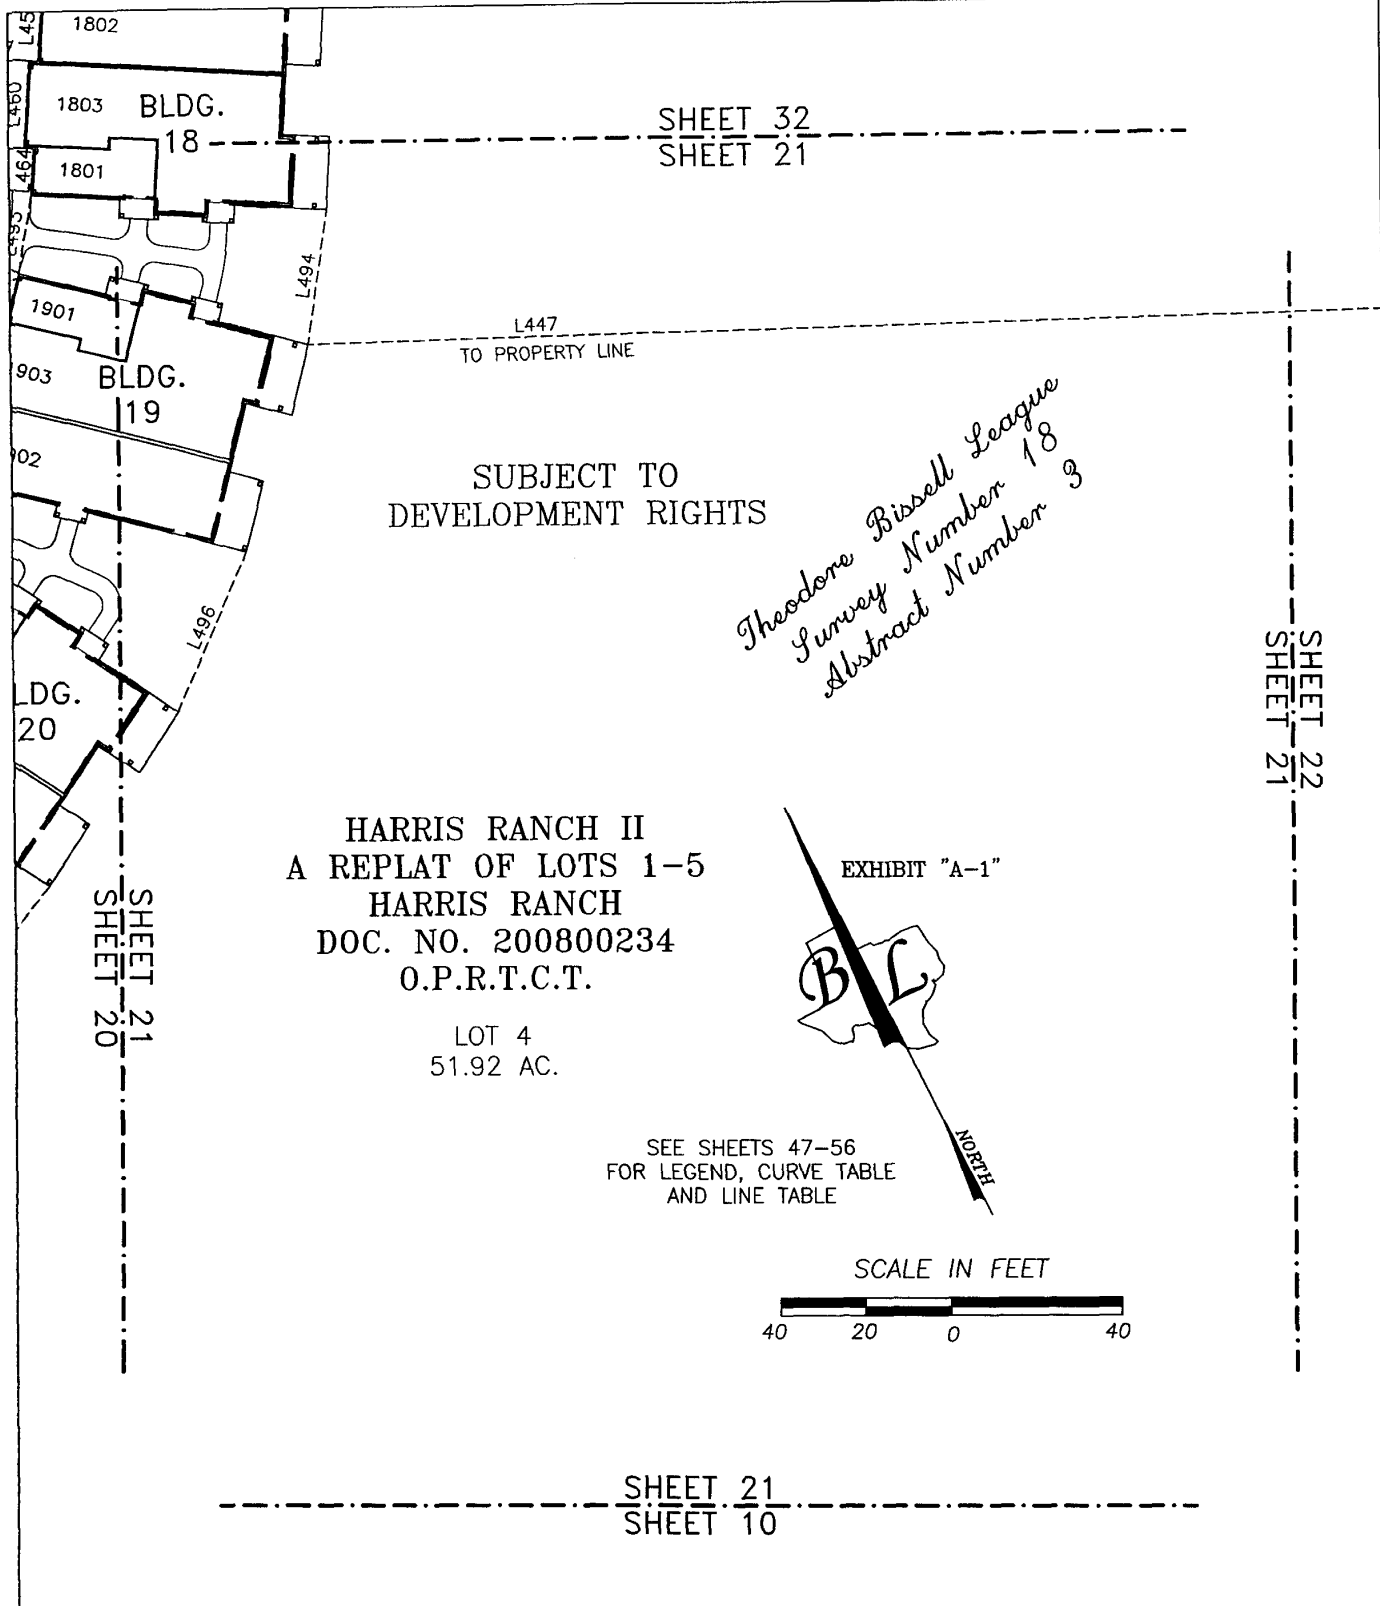 L45
1802
L460
1803
BLDG.
18
464
1801
SHEET 32
SHEET 21
L494
1901
L447
TO PROPERTY LINE
903
BLDG.
19
902
SUBJECT TO
DEVELOPMENT RIGHTS
Theodore Bissell League
Survey Number 18
Abstract Number 3
L496
LDG.
20
SHEET 22
SHEET 21
HARRIS RANCH II
A REPLAT OF LOTS 1-5
HARRIS RANCH
DOC. NO. 200800234
O.P.R.T.C.T.
LOT 4
51.92 AC.
EXHIBIT "A-1"
B L
SHEET 21
SHEET 20
NORTH
SEE SHEETS 47-56
FOR LEGEND, CURVE TABLE
AND LINE TABLE
SCALE IN FEET
40 20 0 40
SHEET 21
SHEET 10